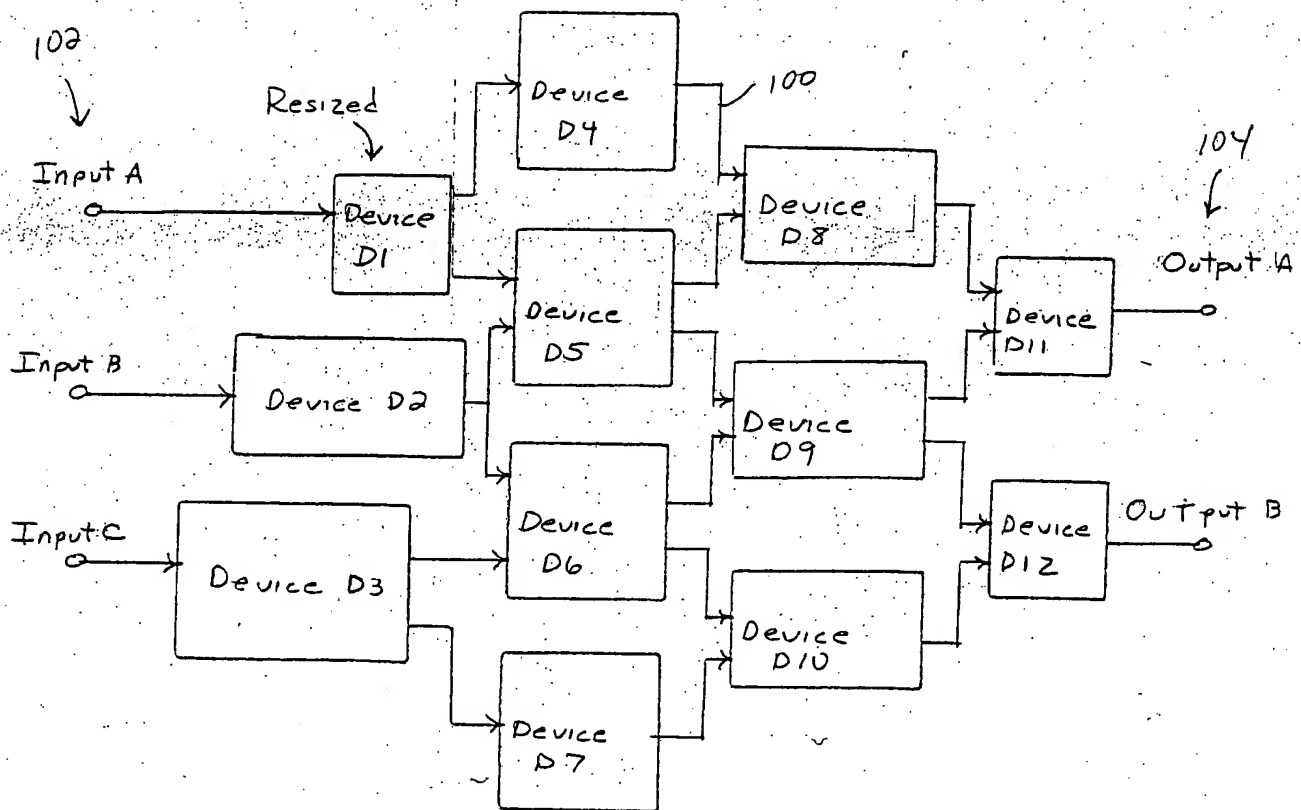 102
Resized
Input A
Device
D1
Device
D4
100
Device
D8
104
Output A
Device
D5
Device
D11
Input B
Device D2
Device
D9
Input C
Device D3
Device
D6
Device
D12
Output B
Device
D10
Device
D7